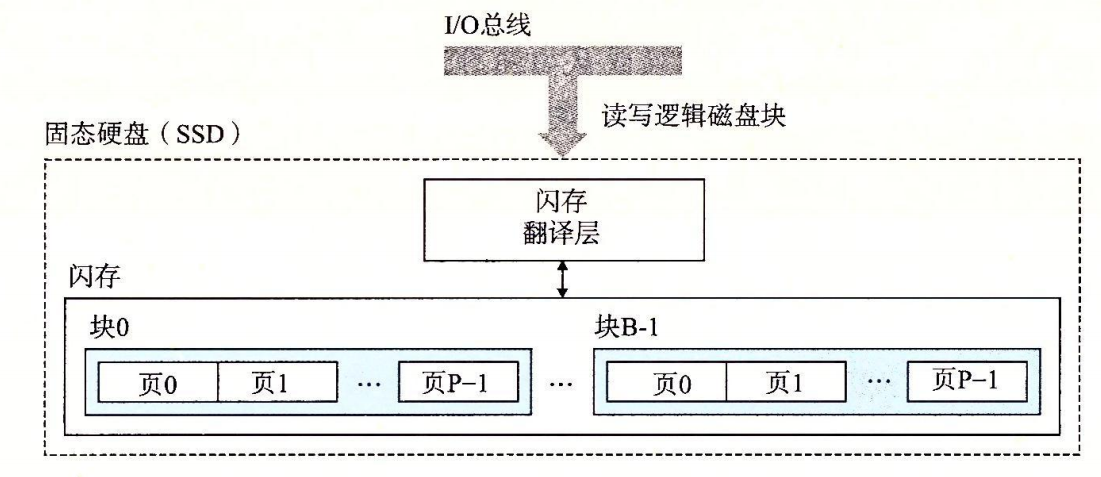 I/O总线
读写逻辑磁盘块
固态硬盘（SSD）
闪存
翻译层
闪存
块0
块B-1
页0 页1 … 页P–1 … 页0 页1 … 页P–1